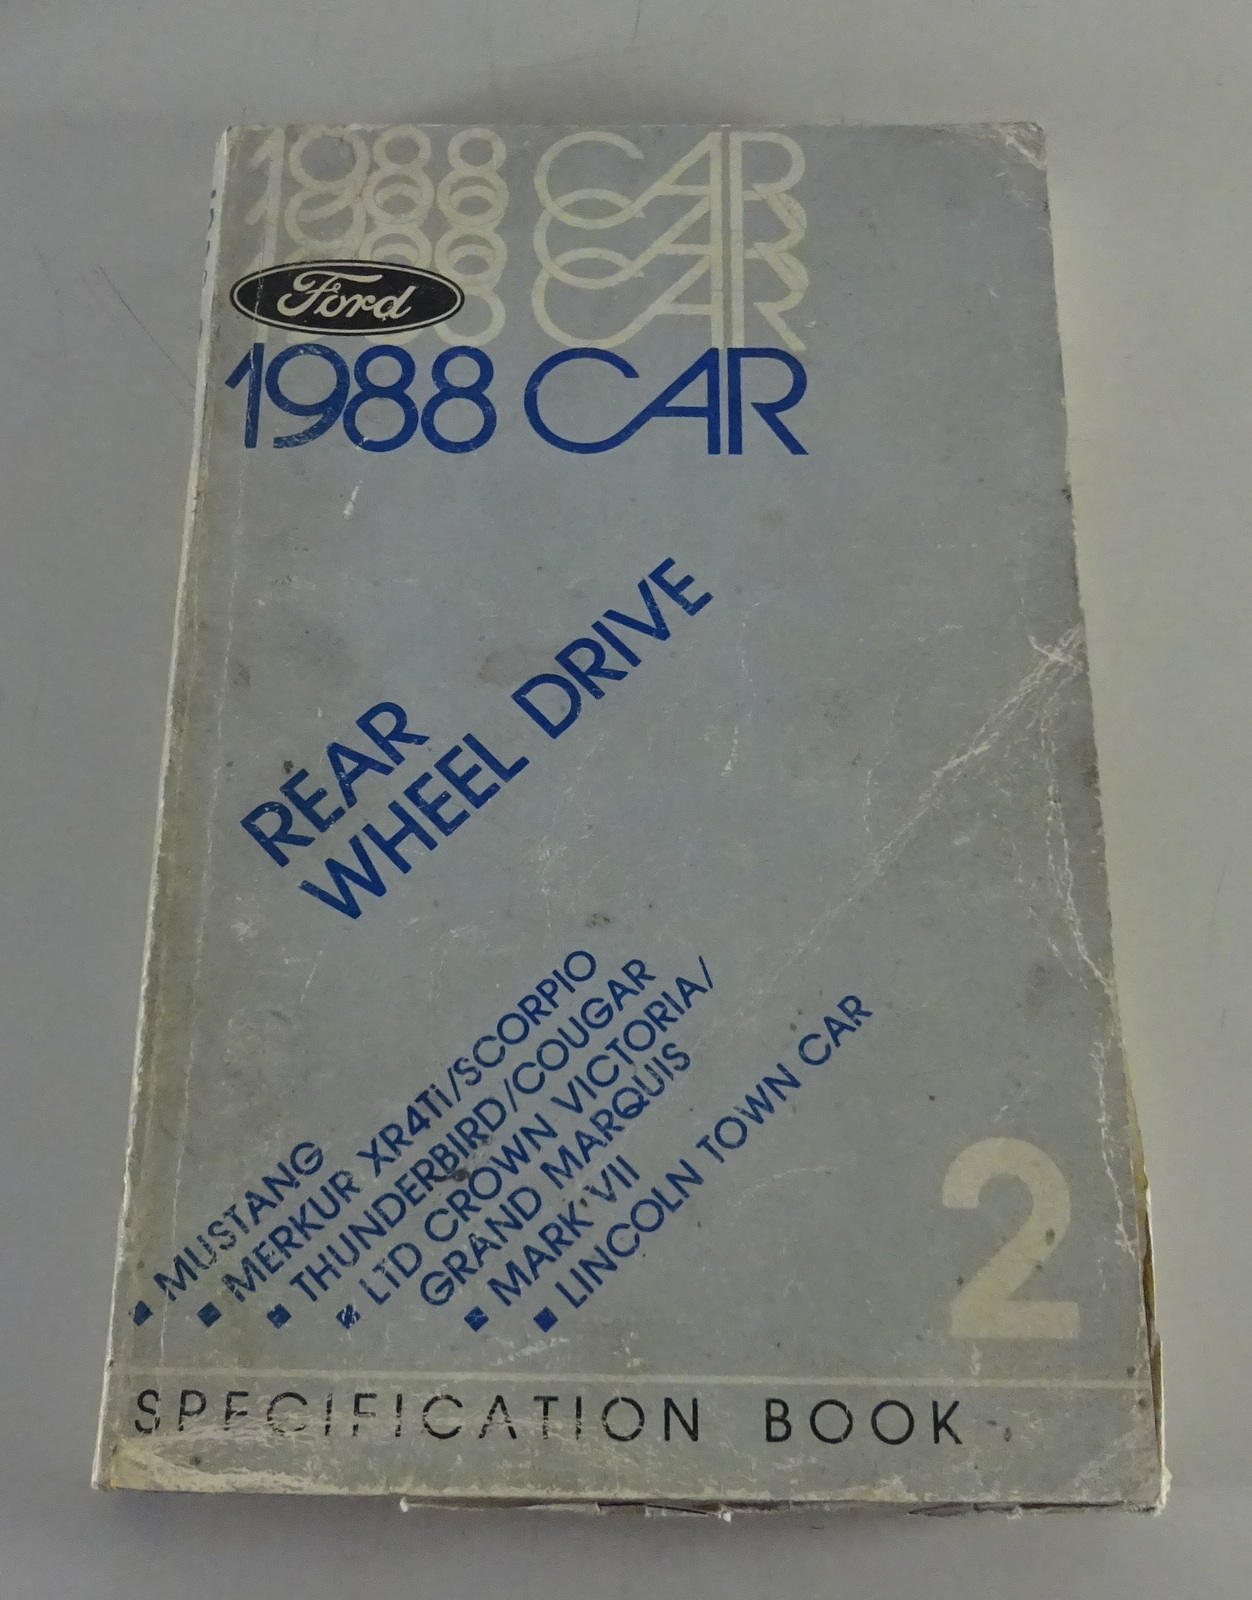 1988 CAR
1988 CAR
1988 CAR
Ford
1988 CAR
REAR
WHEEL DRIVE
■ MUSTANG
■ MERKUR XR4Ti/SCORPIO
■ THUNDERBIRD/COUGAR
■ LTD CROWN VICTORIA/
GRAND MARQUIS
■ MARK VII
■ LINCOLN TOWN CAR
2
SPECIFICATION BOOK